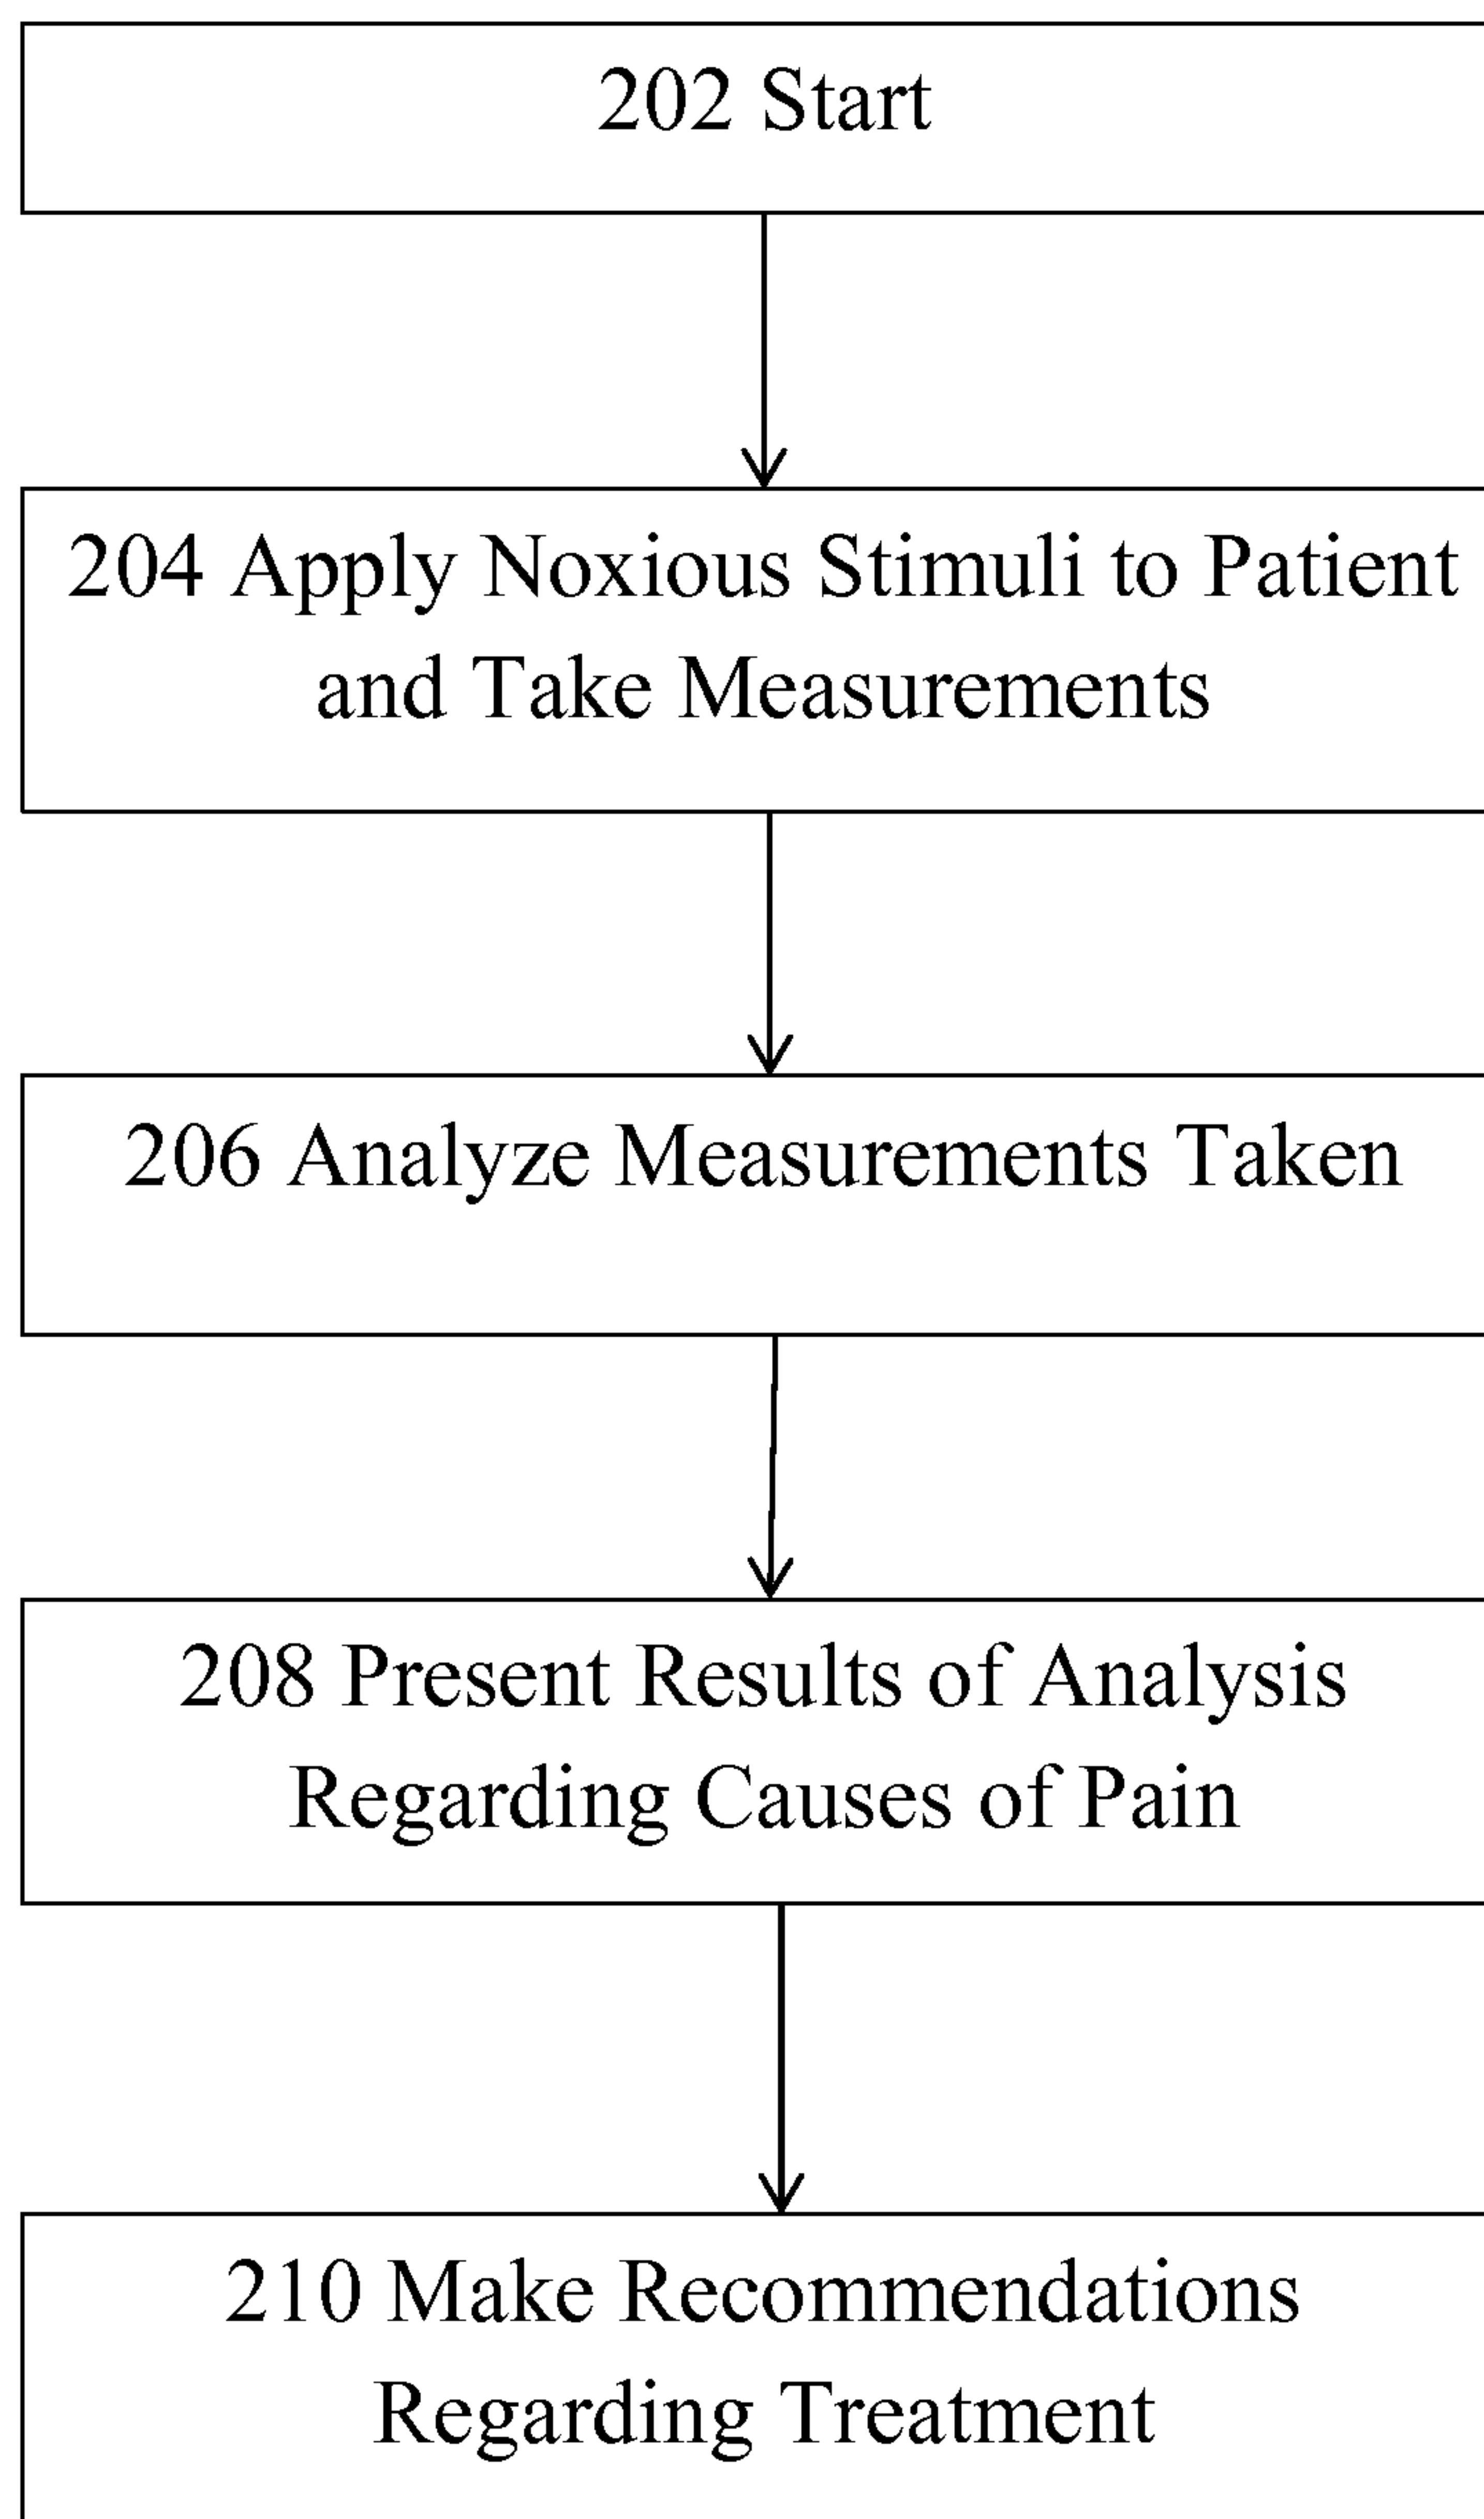 202 Start
204 Apply Noxious Stimuli to Patient
and Take Measurements
206 Analyze Measurements Taken
208 Present Results of Analysis
Regarding Causes of Pain
210 Make Recommendations
Regarding Treatment